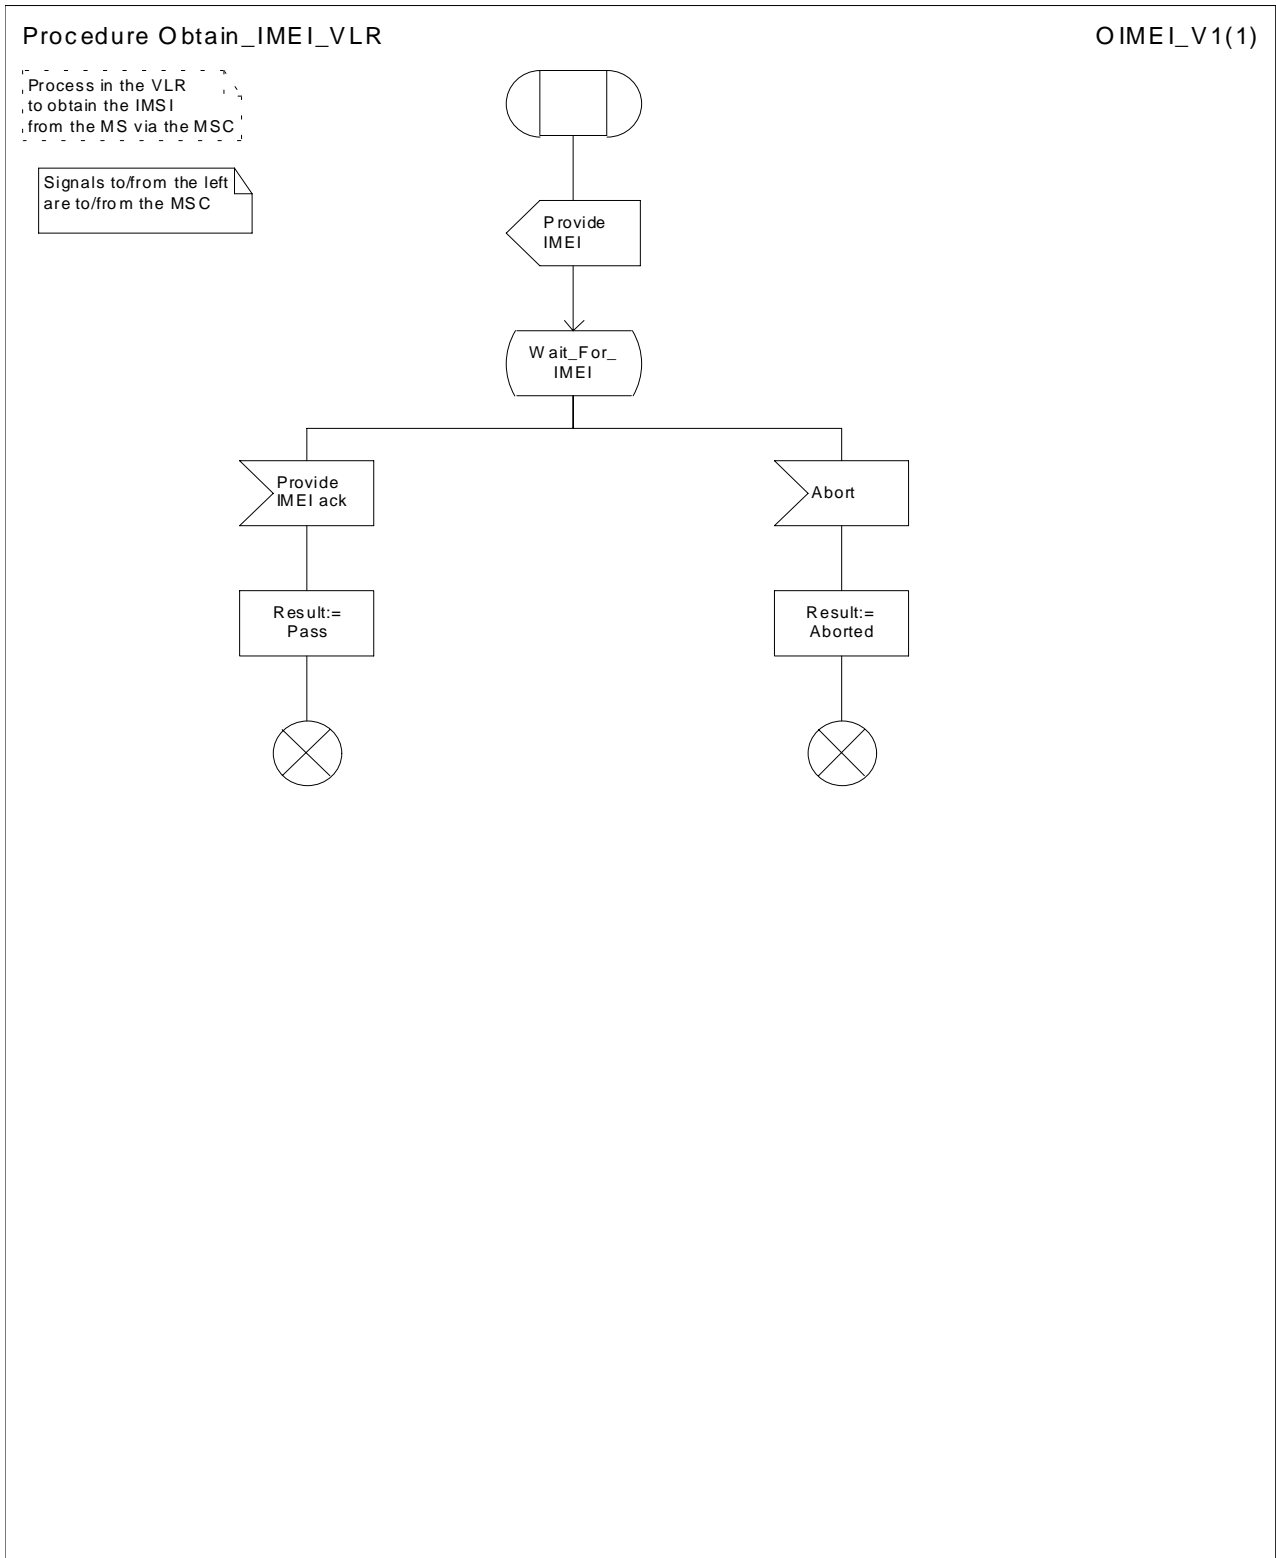 Procedure Obtain_IMEI_VLR
OIMEI_V1(1)
Process in the VLR
to obtain the IMSI
from the MS via the MSC
Signals to/from the left
are to/from the MSC
Provide
IMEI
Wait_For_
IMEI
Provide
IMEI ack
Abort
Result:=
Pass
Result:=
Aborted